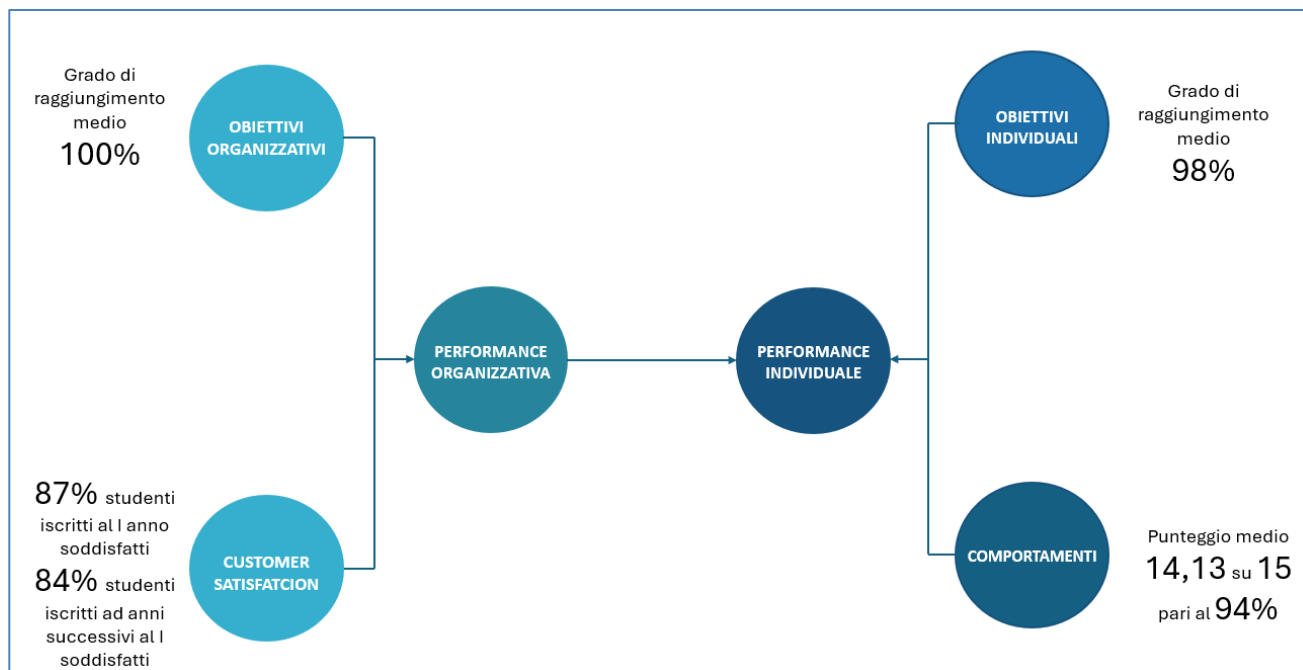 Grado di
raggiungimento
medio
100%
OBIETTIVI
ORGANIZZATIVI
OBIETTIVI
INDIVIDUALI
Grado di
raggiungimento
medio
98%
PERFORMANCE
ORGANIZZATIVA
PERFORMANCE
INDIVIDUALE
87% studenti
iscritti al I anno
soddisfatti
84% studenti
iscritti ad anni
successivi al I
soddisfatti
CUSTOMER
SATISFATCION
COMPORTAMENTI
Punteggio medio
14,13 su 15
pari al 94%